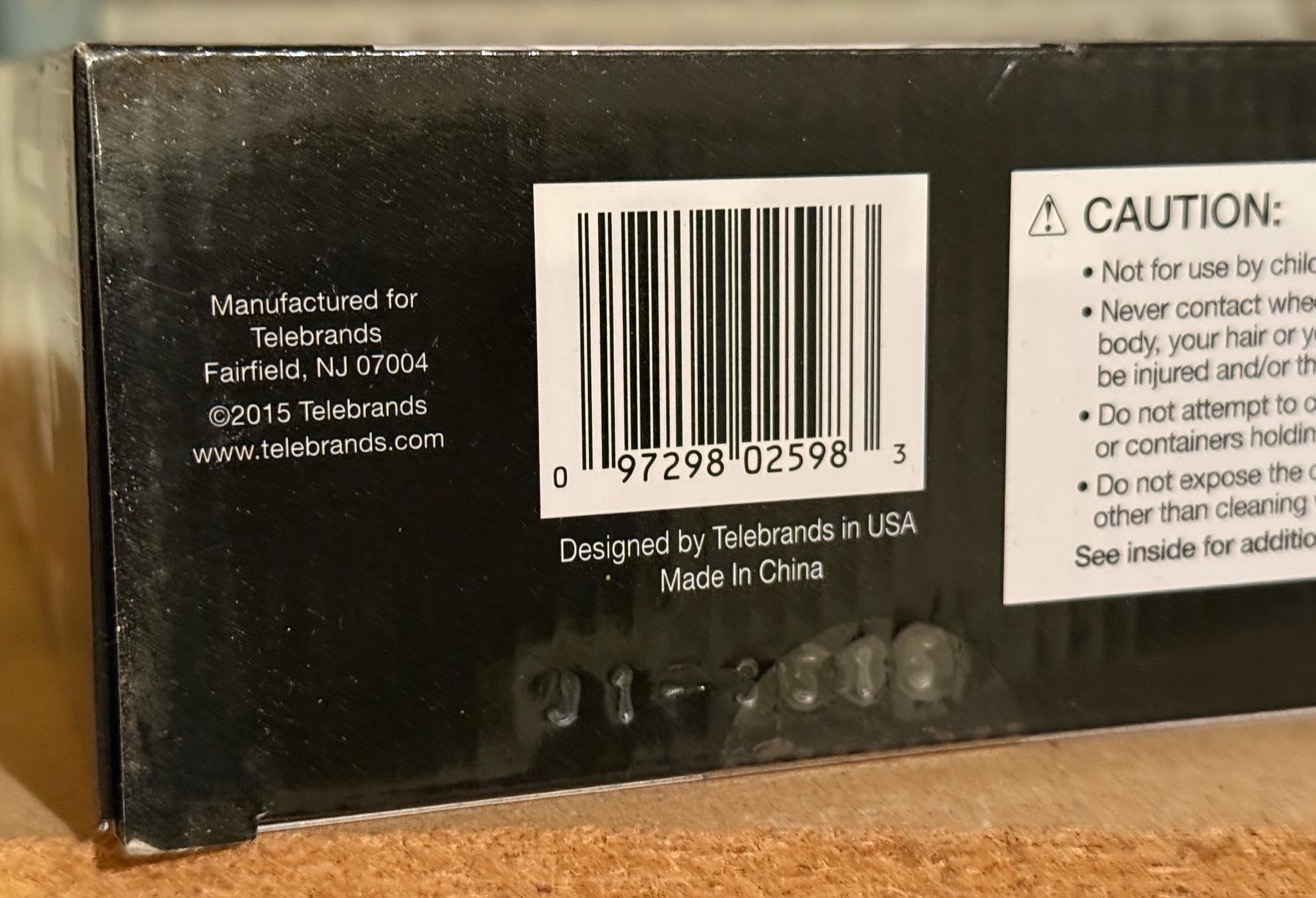 Manufactured for
Telebrands
Fairfield, NJ 07004
©2015 Telebrands
www.telebrands.com
0 97298 02598 3
Designed by Telebrands in USA
Made In China
CAUTION:
• Not for use by
• Never contact
body, your hair or
be injured and/or
• Do not attempt to
or containers
• Do not expose the
other than cleaning
See inside for